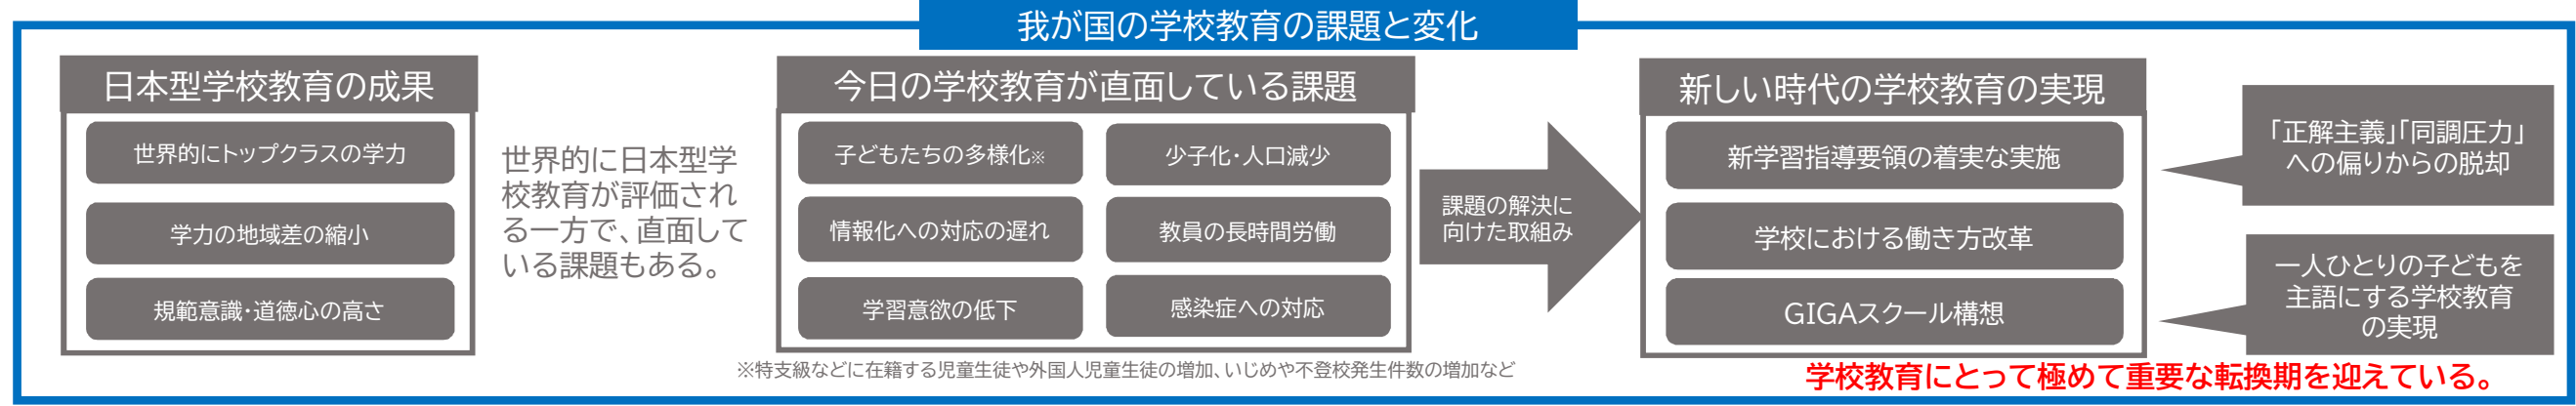 我が国の学校教育の課題と変化
日本型学校教育の成果
世界的にトップクラスの学力
学力の地域差の縮小
規範意識・道徳心の高さ
世界的に日本型学
校教育が評価され
る一方で、直面して
いる課題もある。
今日の学校教育が直面している課題
子どもたちの多様化※
少子化・人口減少
情報化への対応の遅れ
教員の長時間労働
学習意欲の低下
感染症への対応
※特支級などに在籍する児童生徒や外国人児童生徒の増加、いじめや不登校発生件数の増加など
課題の解決に
向けた取組み
新しい時代の学校教育の実現
新学習指導要領の着実な実施
学校における働き方改革
GIGAスクール構想
「正解主義」「同調圧力」
への偏りからの脱却
一人ひとりの子どもを
主語にする学校教育
の実現
学校教育にとって極めて重要な転換期を迎えている。